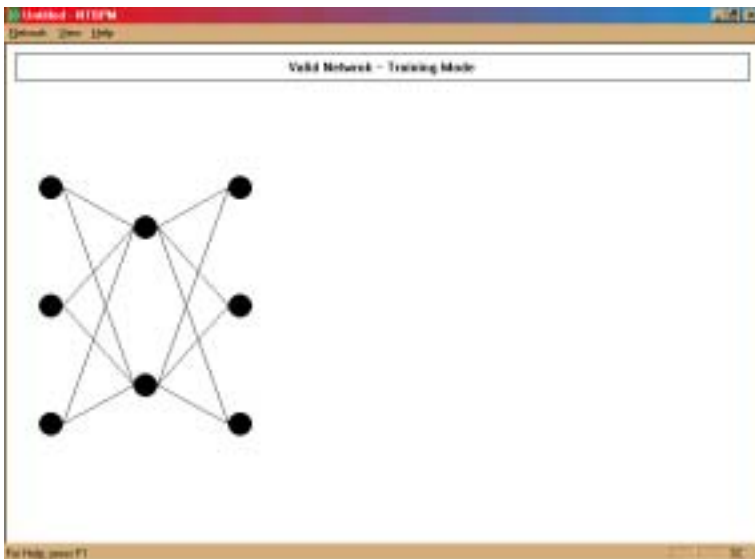 Untitled - NTBPM
Network View Help
Valid Network - Training Mode
For Help, press F1